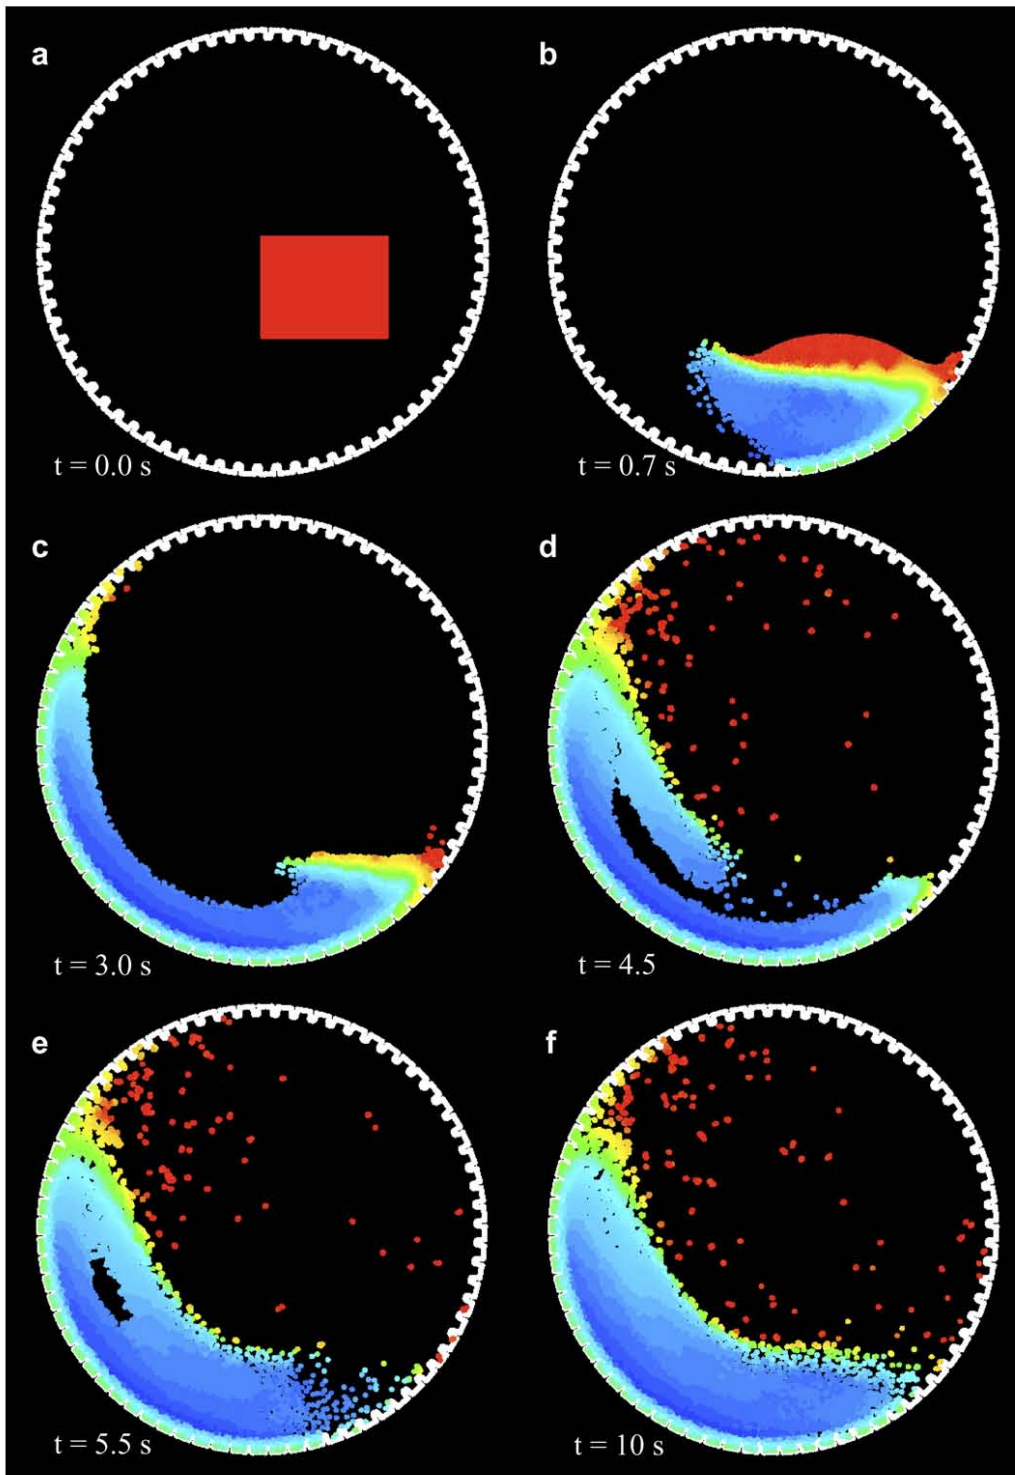 a
b
t = 0.0 s
t = 0.7 s
c
d
t = 3.0 s
t = 4.5
e
f
t = 5.5 s
t = 10 s